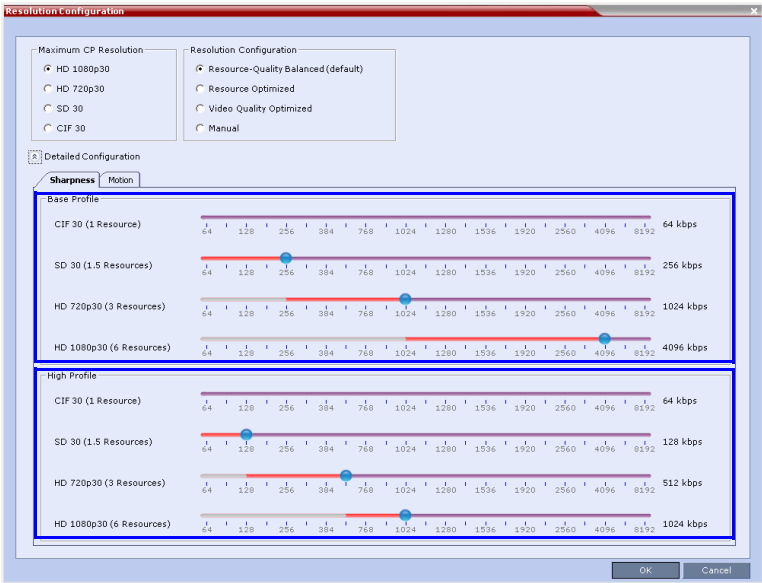 Resolution Configuration
Maximum CP Resolution
HD 1080p30
HD 720p30
SD 30
CIF 30
Resolution Configuration
Resource-Quality Balanced (default)
Resource Optimized
Video Quality Optimized
Manual
Detailed Configuration
Sharpness Motion
Base Profile
CIF 30 (1 Resource) 64 kbps
64 128 256 384 768 1024 1280 1536 1920 2560 4096 8192
SD 30 (1.5 Resources) 256 kbps
64 128 256 384 768 1024 1280 1536 1920 2560 4096 8192
HD 720p30 (3 Resources) 1024 kbps
64 128 256 384 768 1024 1280 1536 1920 2560 4096 8192
HD 1080p30 (6 Resources) 4096 kbps
64 128 256 384 768 1024 1280 1536 1920 2560 4096 8192
High Profile
CIF 30 (1 Resource) 64 kbps
64 128 256 384 768 1024 1280 1536 1920 2560 4096 8192
SD 30 (1.5 Resources) 128 kbps
64 128 256 384 768 1024 1280 1536 1920 2560 4096 8192
HD 720p30 (3 Resources) 512 kbps
64 128 256 384 768 1024 1280 1536 1920 2560 4096 8192
HD 1080p30 (6 Resources) 1024 kbps
64 128 256 384 768 1024 1280 1536 1920 2560 4096 8192
OK Cancel